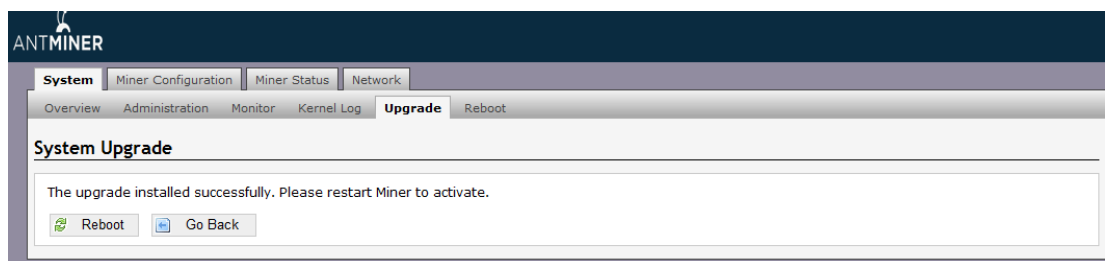 ANTMINER
System Miner Configuration Miner Status Network
Overview Administration Monitor Kernel Log Upgrade Reboot
System Upgrade
The upgrade installed successfully. Please restart Miner to activate.
Reboot Go Back